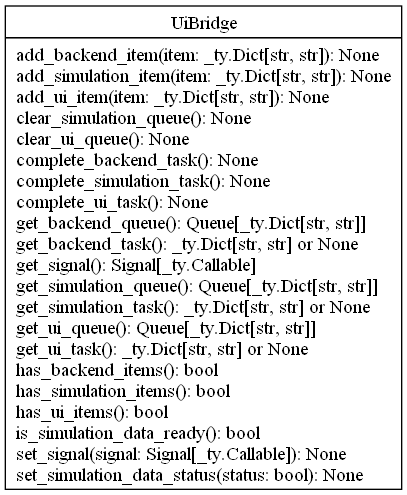 UiBridge
add_backend_item(item: _ty.Dict[str, str]): None
add_simulation_item(item: _ty.Dict[str, str]): None
add_ui_item(item: _ty.Dict[str, str]): None
clear_simulation_queue(): None
clear_ui_queue(): None
complete_backend_task(): None
complete_simulation_task(): None
complete_ui_task(): None
get_backend_queue(): Queue[_ty.Dict[str, str]]
get_backend_task(): _ty.Dict[str, str] or None
get_signal(): Signal[_ty.Callable]
get_simulation_queue(): Queue[_ty.Dict[str, str]]
get_simulation_task(): _ty.Dict[str, str] or None
get_ui_queue(): Queue[_ty.Dict[str, str]]
get_ui_task(): _ty.Dict[str, str] or None
has_backend_items(): bool
has_simulation_items(): bool
has_ui_items(): bool
is_simulation_data_ready(): bool
set_signal(signal: Signal[_ty.Callable]): None
set_simulation_data_status(status: bool): None